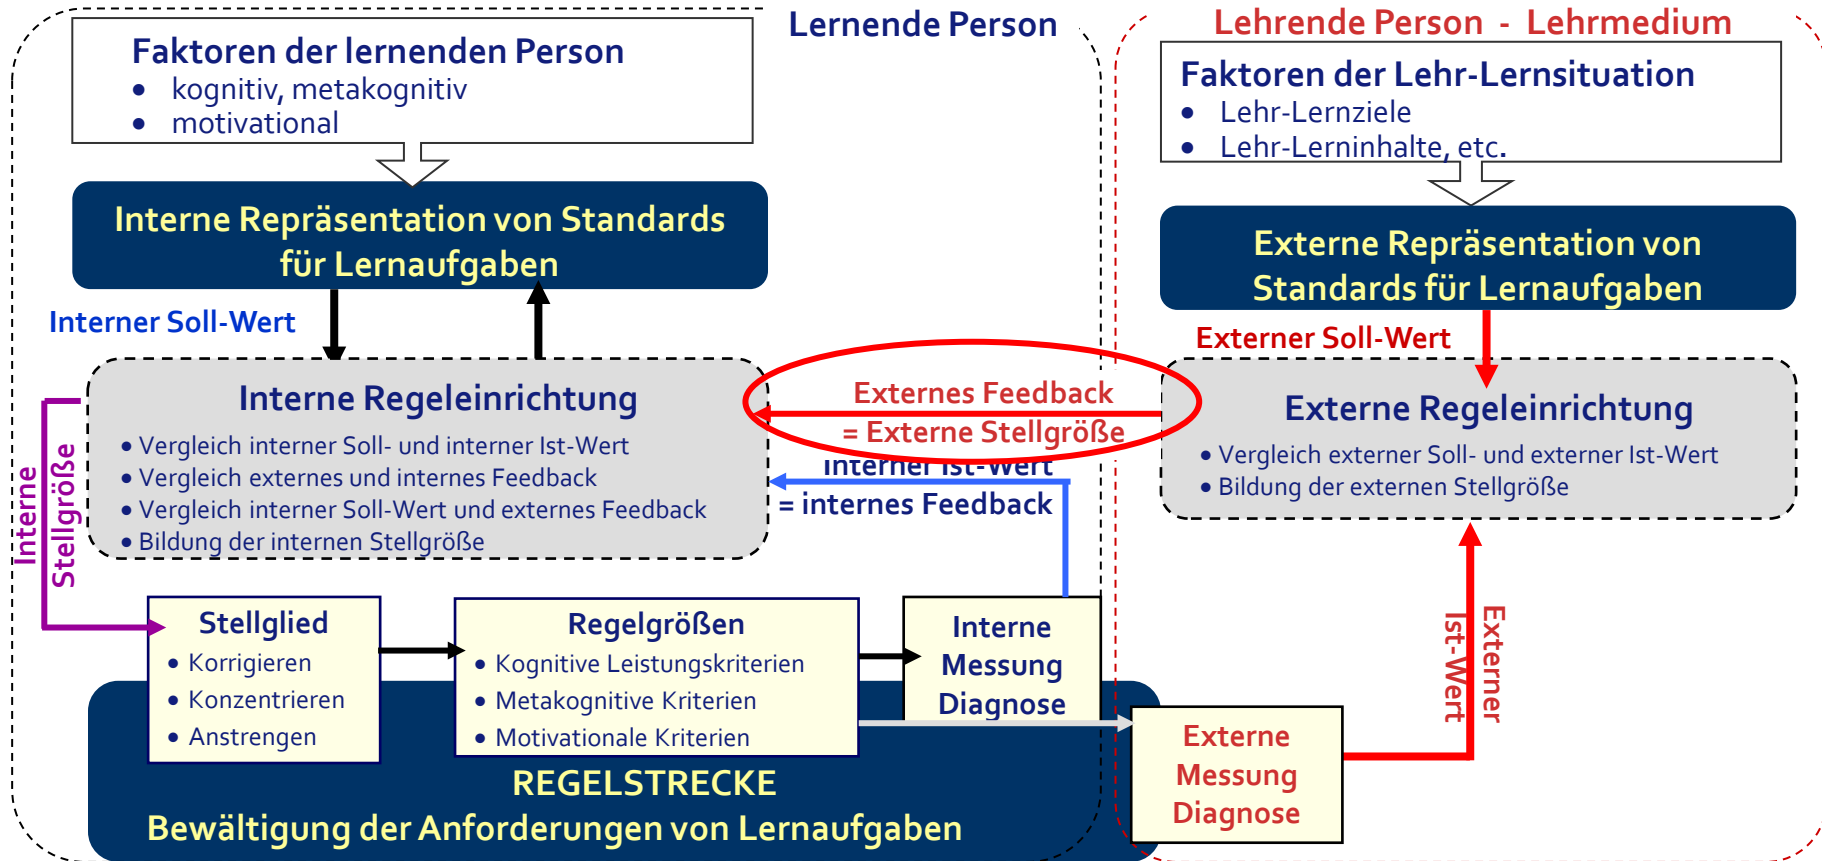 Lernende Person
Faktoren der lernenden Person
• kognitiv, metakognitiv
• motivational
Interne Repräsentation von Standards
für Lernaufgaben
Interner Soll-Wert
Interne Regeleinrichtung
• Vergleich interner Soll- und interner Ist-Wert
• Vergleich externes und internes Feedback
• Vergleich interner Soll-Wert und externes Feedback
• Bildung der internen Stellgröße
Interne
Stellgröße
Externes Feedback
= Externe Stellgröße
Interner Ist-Wert
= internes Feedback
Stellglied
• Korrigieren
• Konzentrieren
• Anstrengen
Regelgrößen
• Kognitive Leistungskriterien
• Metakognitive Kriterien
• Motivationale Kriterien
Interne
Messung
Diagnose
REGELSTRECKE
Bewältigung der Anforderungen von Lernaufgaben
Lehrende Person - Lehrmedium
Faktoren der Lehr-Lernsituation
• Lehr-Lernziele
• Lehr-Lerninhalte, etc.
Externe Repräsentation von
Standards für Lernaufgaben
Externer Soll-Wert
Externe Regeleinrichtung
• Vergleich externer Soll- und externer Ist-Wert
• Bildung der externen Stellgröße
Externer
Ist-Wert
Externe
Messung
Diagnose